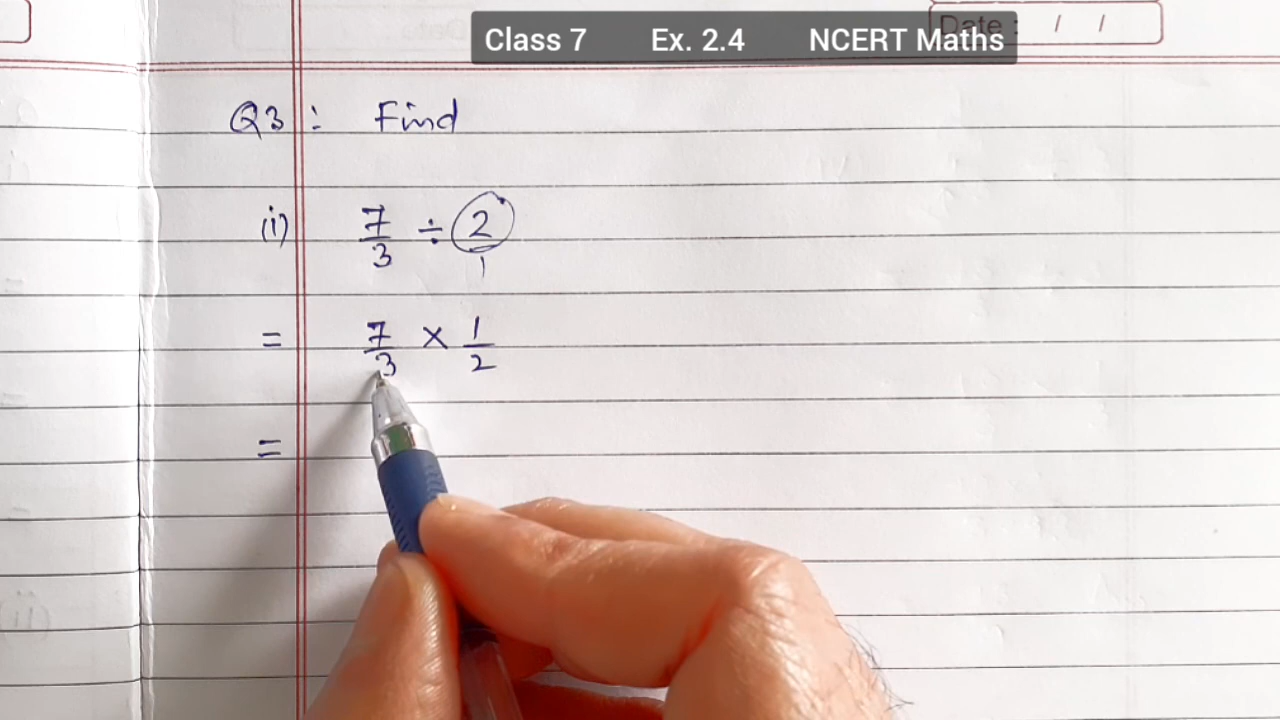 Class 7 Ex. 2.4 NCERT Maths
Date : / /
Q3 : Find
(i) 7/3 ÷ 2/1
= 7/3 × 1/2
=